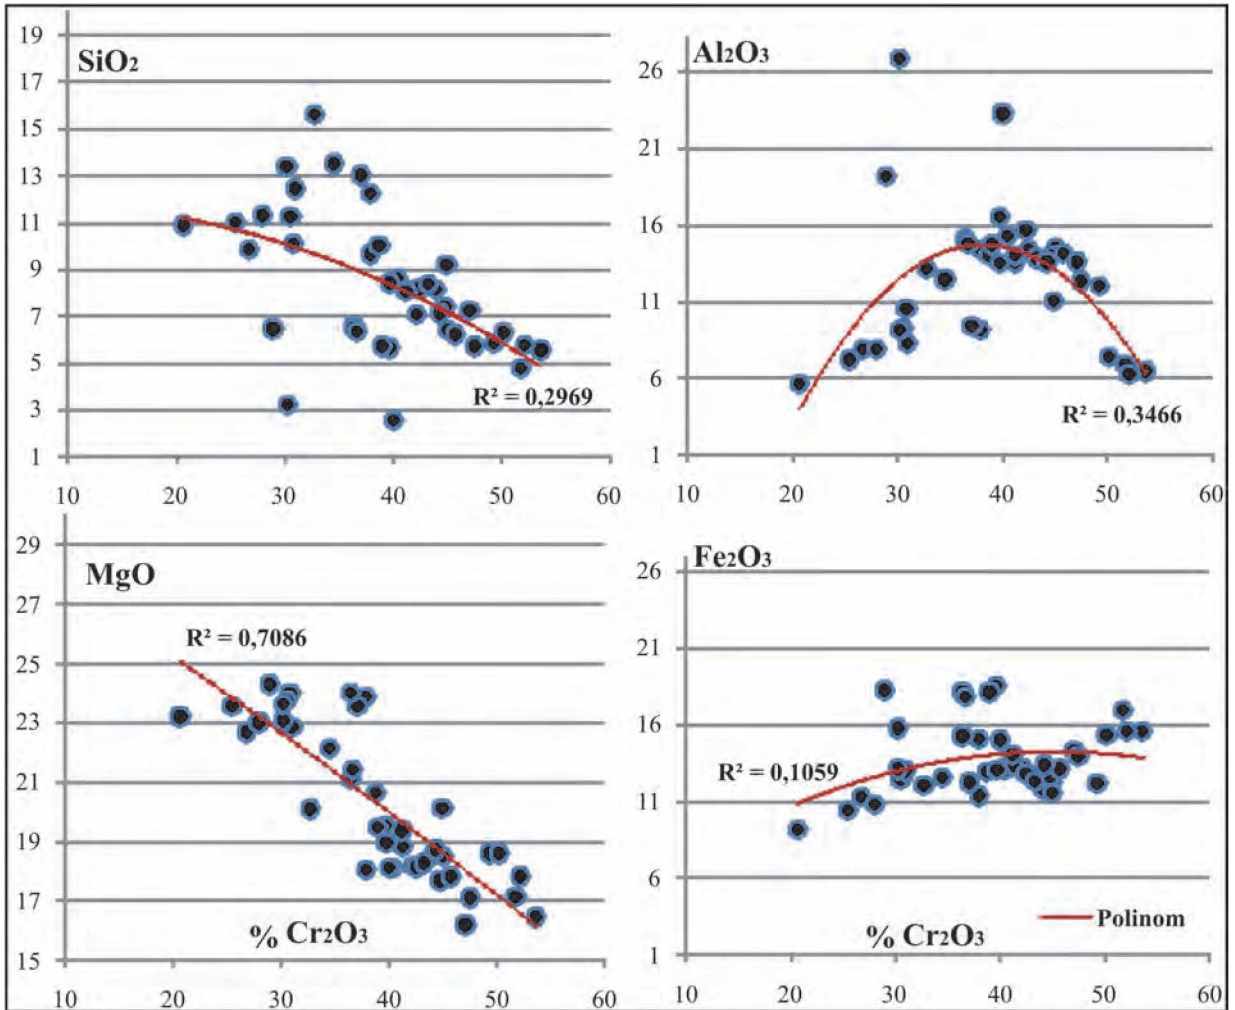 SiO2
19
17
15
13
11
9
7
5
3
1
R² = 0,2969
10 20 30 40 50 60
Al2O3
26
21
16
11
6
1
R² = 0,3466
10 20 30 40 50 60
MgO
29
27
25
23
21
19
17
15
R² = 0,7086
% Cr2O3
10 20 30 40 50 60
Fe2O3
26
21
16
11
6
1
R² = 0,1059
% Cr2O3
Polinom
10 20 30 40 50 60